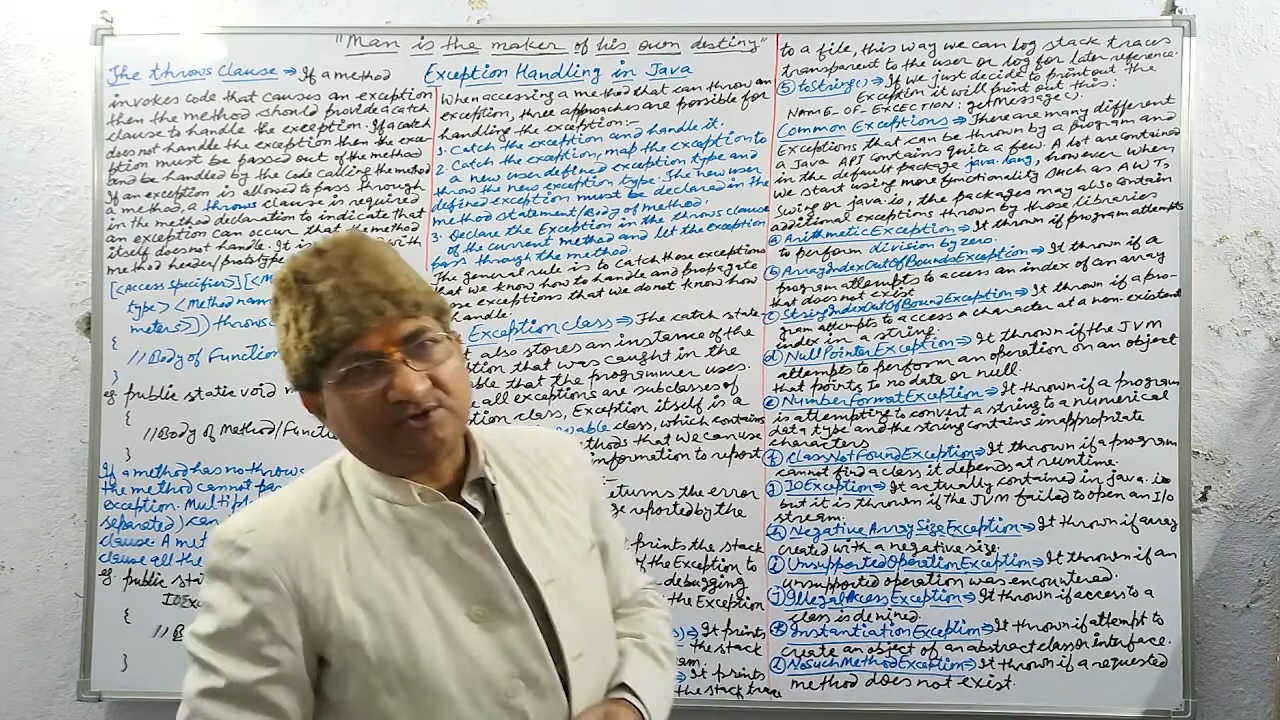 "Man is the maker of his own destiny"
Exception Handling in Java
The throws Clause ⇒ If a method
invokes code that causes an exception
then the method should provide a catch
clause to handle the exception. If a catch
does not handle the exception then the exce
ption must be passed out of the method
and be handled by the code calling the method
If an exception is allowed to pass through
a method, a throws clause is required
in the method declaration to indicate that
an exception can occur that the method
itself does not handle. It is with
method header/prototype
[<Access specifier>] [<M
type> <Method nam
meters>]) throws
{
//Body of Function
}
eg public static void
{
//Body of Method/Functi
}
If a method has no throws
the method cannot pa
exception. Multipl
separated) can
clause. A met
clause all the
eg public stat
IOExc
{
//B
}
When accessing a method that can throw an
exception, three approaches are possible for
handling the exception:-
1. Catch the exception and handle it.
2. Catch the exception, map the exception to
a new user defined exception type and
throw the new exception type. The new user
defined exception must be declared in the
method statement/Body of method.
3. Declare the Exception in the throws clause
of the current method and let the exception
pass through the method.
The general rule is to catch those exceptions
that we know how to handle and propagate
se exceptions that we do not know how
handle.
Exception class ⇒ The catch state
also stores an instance of the
tion that was caught in the
ble that the programmer uses.
all exceptions are subclasses of
tion class, Exception itself is a
wable class, which contains
thods that we can use
information to report
eturns the error
ge reported by the
prints the stack
of the Exception to
debugging
the Exception
s) ⇒ It prints
the stack
⇒ It prints
the stack trace
to a file, this way we can log stack traces
transparent to the user or log for later reference.
⑤ toString() ⇒ If we just decide to print out the
Exception it will print out this:
NAME-OF-EXCECTION: getMessage().
Common Exceptions ⇒ There are many different
exceptions that can be thrown by a program and
a Java API contains quite a few. A lot are contained
in the default package java.lang, however when
we start using more functionality such as AWT,
Swing or java.io, the packages may also contain
additional exceptions thrown by those libraries
ⓐ ArithmeticException ⇒ It thrown if program attempts
to perform division by zero.
ⓑ ArrayIndexOutOfBoundsException ⇒ It thrown if a
program attempts to access an index of an array
that does not exist.
ⓒ StringIndexOutOfBoundException ⇒ It thrown if a pro-
gram attempts to access a character at a non-existent
index in a string.
ⓓ NullPointerException ⇒ It thrown if the JVM
attempts to perform an operation on an object
that points to no data or null.
ⓔ NumberFormatException ⇒ It thrown if a program
is attempting to convert a string to a numerical
data type and the string contains inappropriate
characters
ⓕ ClassNotFoundException ⇒ It thrown if a program
cannot find a class it depends at runtime.
ⓖ IOException ⇒ It actually contained in java.io
but it is thrown if the JVM failed to open an I/O
stream
ⓗ NegativeArraySizeException ⇒ It thrown if array
created with a negative size.
ⓘ UnsupportedOperationException ⇒ It thrown if an
unsupported operation was encountered.
ⓙ IllegalAccessException ⇒ It thrown if access to a
class is denined.
ⓚ InstantiationException ⇒ It thrown if attempt to
create an object of an abstract class or interface.
ⓛ NosuchMethodException ⇒ It thrown if a requested
method does not exist.